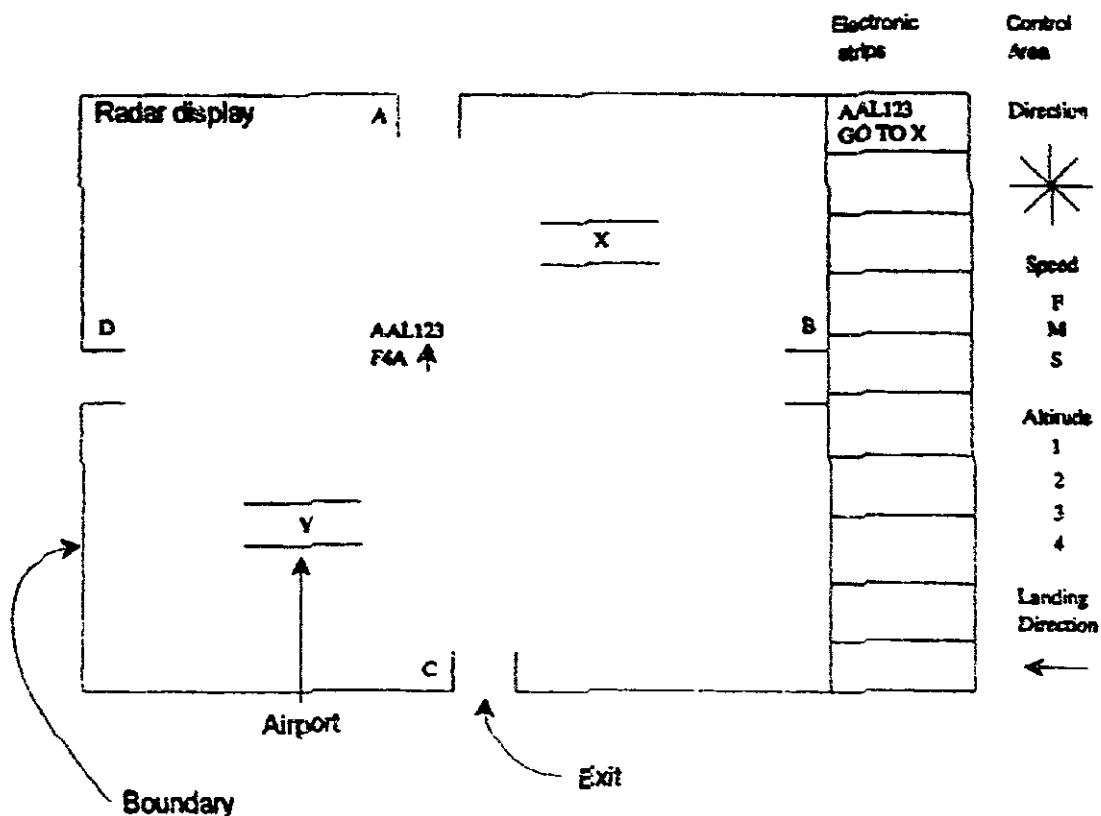 Electronic
strips
Control
Area
Radar display
A
AAL123
GO TO X
Direction
X
Speed
F
M
S
D
AAL123
F4A
B
Altitude
1
2
3
4
Y
Landing
Direction
C
Airport
Exit
Boundary